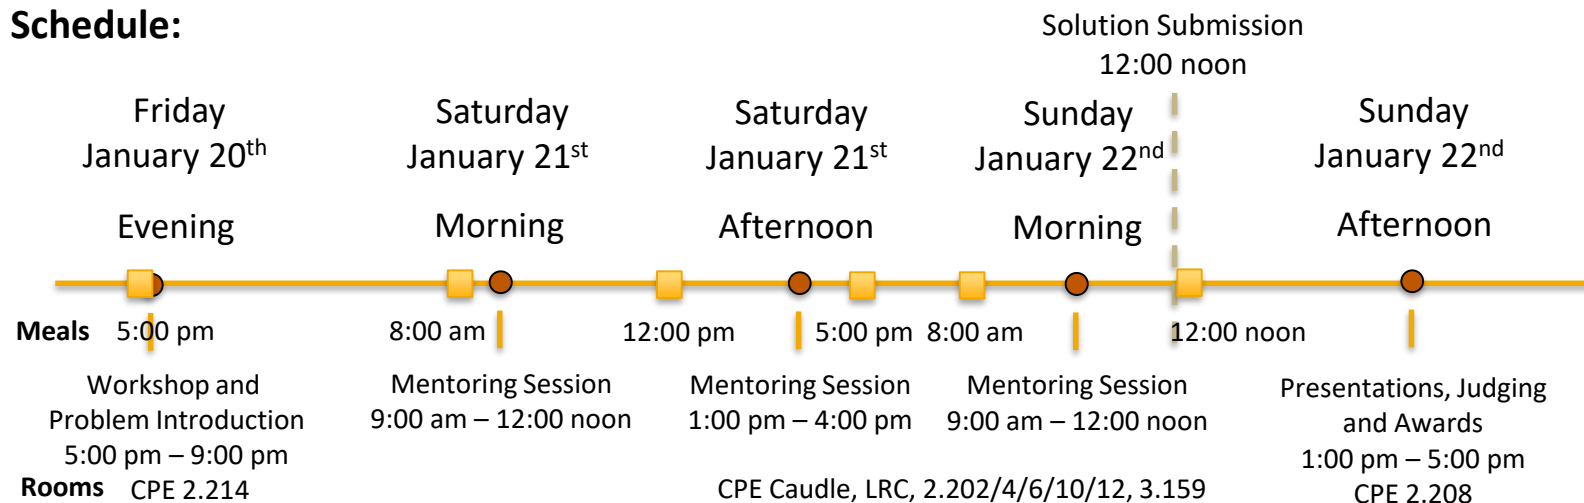 Schedule:
Solution Submission
12:00 noon
Friday
January 20th
Evening
Saturday
January 21st
Morning
Saturday
January 21st
Afternoon
Sunday
January 22nd
Morning
Sunday
January 22nd
Afternoon
Meals 5:00 pm 8:00 am 12:00 pm 5:00 pm 8:00 am 12:00 noon
Workshop and
Problem Introduction
5:00 pm – 9:00 pm
Mentoring Session
9:00 am – 12:00 noon
Mentoring Session
1:00 pm – 4:00 pm
Mentoring Session
9:00 am – 12:00 noon
Presentations, Judging
and Awards
1:00 pm – 5:00 pm
Rooms CPE 2.214 CPE Caudle, LRC, 2.202/4/6/10/12, 3.159 CPE 2.208